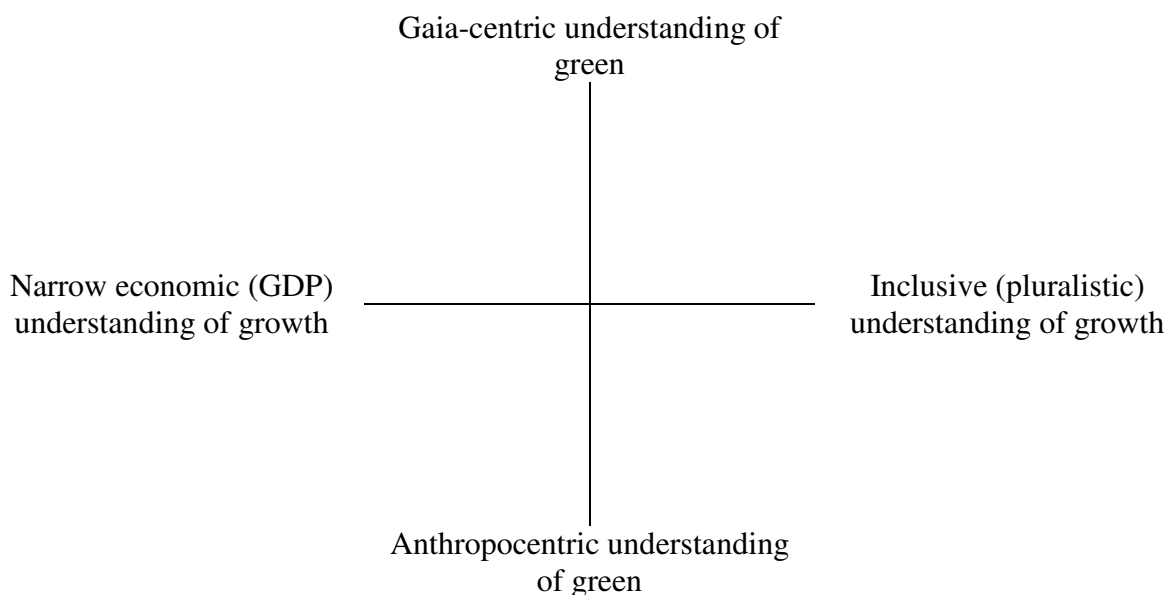 Gaia-centric understanding of
green
Narrow economic (GDP)
understanding of growth
Inclusive (pluralistic)
understanding of growth
Anthropocentric understanding
of green